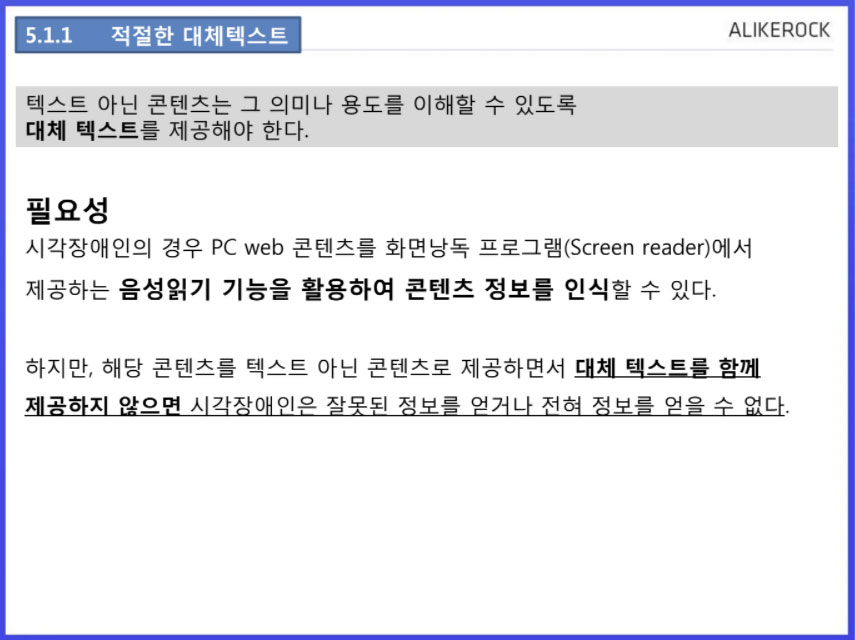 5.1.1 적절한 대체텍스트
ALIKEROCK
텍스트 아닌 콘텐츠는 그 의미나 용도를 이해할 수 있도록
대체 텍스트를 제공해야 한다.
필요성
시각장애인의 경우 PC web 콘텐츠를 화면낭독 프로그램(Screen reader)에서
제공하는 음성읽기 기능을 활용하여 콘텐츠 정보를 인식할 수 있다.
하지만, 해당 콘텐츠를 텍스트 아닌 콘텐츠로 제공하면서 대체 텍스트를 함께
제공하지 않으면 시각장애인은 잘못된 정보를 얻거나 전혀 정보를 얻을 수 없다.